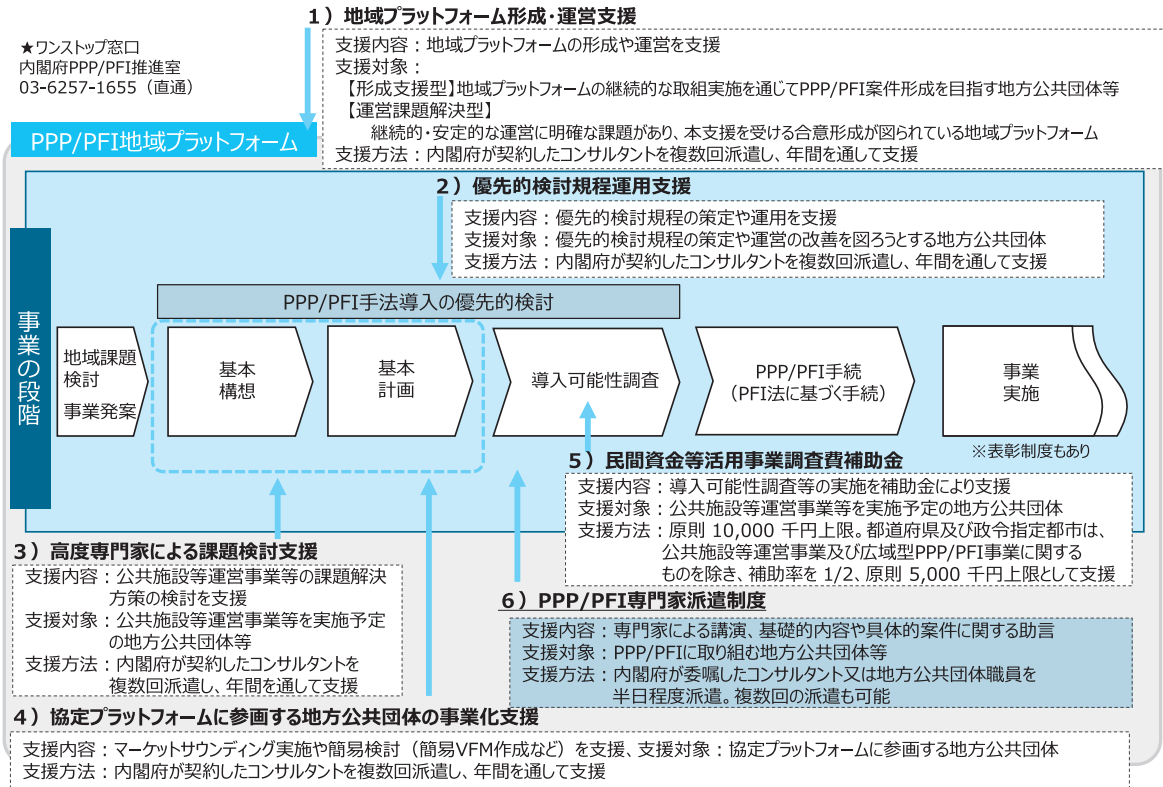 1）地域プラットフォーム形成・運営支援
★ワンストップ窓口
内閣府PPP/PFI推進室
03-6257-1655（直通）
支援内容：地域プラットフォームの形成や運営を支援
支援対象：
【形成支援型】地域プラットフォームの継続的な取組実施を通じてPPP/PFI案件形成を目指す地方公共団体等
【運営課題解決型】
継続的・安定的な運営に明確な課題があり、本支援を受ける合意形成が図られている地域プラットフォーム
支援方法：内閣府が契約したコンサルタントを複数回派遣し、年間を通して支援
PPP/PFI地域プラットフォーム
2）優先的検討規程運用支援
支援内容：優先的検討規程の策定や運用を支援
支援対象：優先的検討規程の策定や運営の改善を図ろうとする地方公共団体
支援方法：内閣府が契約したコンサルタントを複数回派遣し、年間を通して支援
PPP/PFI手法導入の優先的検討
事業の段階
地域課題
検討
事業発案
基本
構想
基本
計画
導入可能性調査
PPP/PFI手続
（PFI法に基づく手続）
事業
実施
※表彰制度もあり
5）民間資金等活用事業調査費補助金
支援内容：導入可能性調査等の実施を補助金により支援
支援対象：公共施設等運営事業等を実施予定の地方公共団体
支援方法：原則 10,000 千円上限。都道府県及び政令指定都市は、
公共施設等運営事業及び広域型PPP/PFI事業に関する
ものを除き、補助率を 1/2、原則 5,000 千円上限として支援
3）高度専門家による課題検討支援
支援内容：公共施設等運営事業等の課題解決
方策の検討を支援
支援対象：公共施設等運営事業等を実施予定
の地方公共団体等
支援方法：内閣府が契約したコンサルタントを
複数回派遣し、年間を通して支援
6）PPP/PFI専門家派遣制度
支援内容：専門家による講演、基礎的内容や具体的案件に関する助言
支援対象：PPP/PFIに取り組む地方公共団体等
支援方法：内閣府が委嘱したコンサルタント又は地方公共団体職員を
半日程度派遣。複数回の派遣も可能
4）協定プラットフォームに参画する地方公共団体の事業化支援
支援内容：マーケットサウンディング実施や簡易検討（簡易VFM作成など）を支援、支援対象：協定プラットフォームに参画する地方公共団体
支援方法：内閣府が契約したコンサルタントを複数回派遣し、年間を通して支援